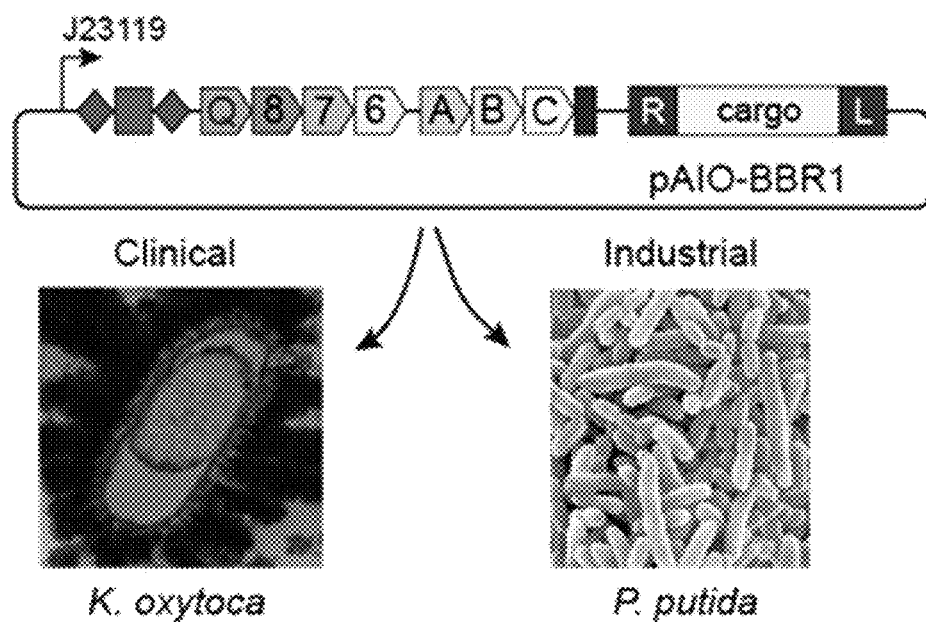 J23119
Q 8 7 6 A B C R cargo L
pAIO-BBR1
Clinical Industrial
K. oxytoca P. putida